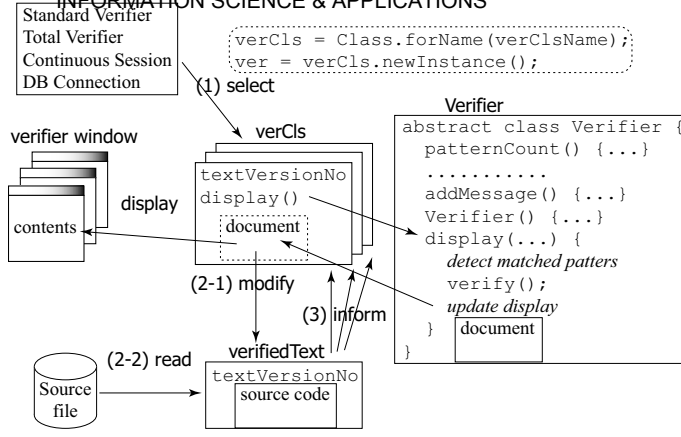 INFORMATION SCIENCE & APPLICATIONS
Standard Verifier
Total Verifier
Continuous Session
DB Connection
verCls = Class.forName(verClsName);
ver = verCls.newInstance();
(1) select
Verifier
verifier window
verCls
abstract class Verifier {
patternCount() {...}
...........
addMessage() {...}
Verifier() {...}
display(...) {
detect matched patters
verify();
update display
}
document
}
textVersionNo
display()
document
display
contents
(2-1) modify
(3) inform
verifiedText
(2-2) read
textVersionNo
source code
Source
file